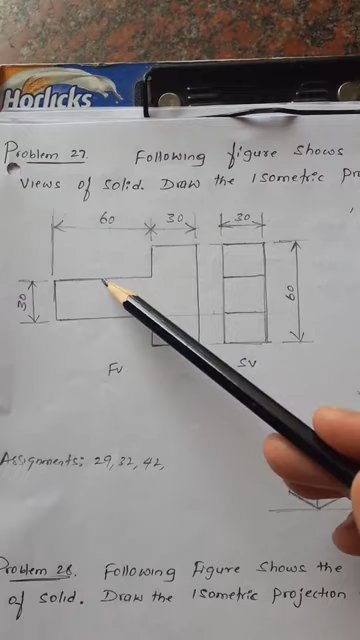 Horlicks
Problem 27. Following figure shows
views of solid. Draw the Isometric
60 30 30
30 60
FV SV
Assignments: 29, 32, 42,
Problem 28. Following Figure shows the
of solid. Draw the Isometric projection